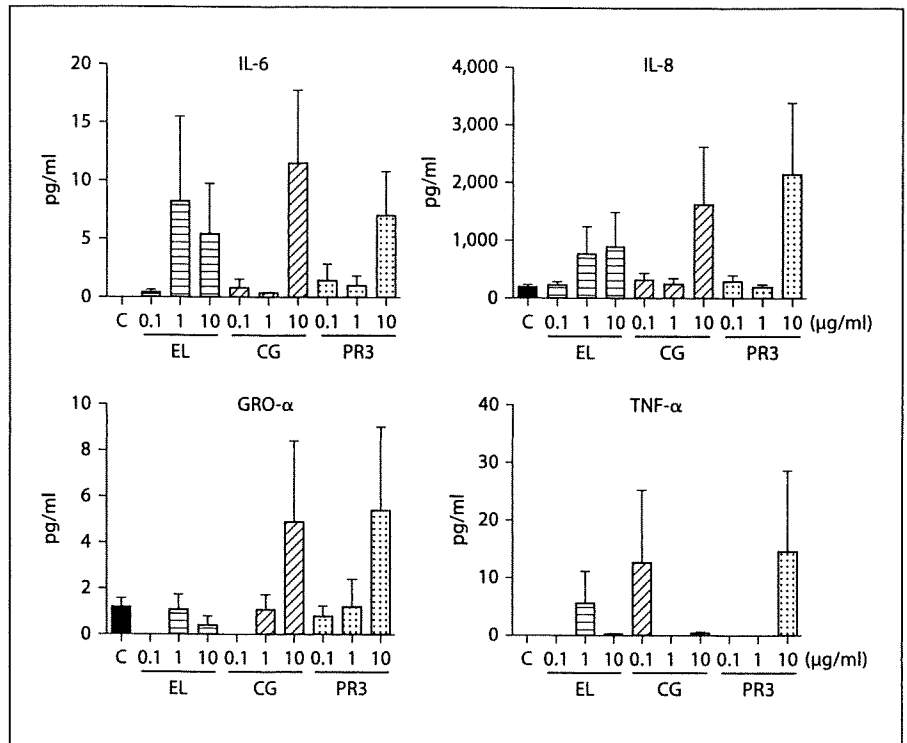 IL-6
20
15
10
5
0
pg/ml
C 0.1 1 10 0.1 1 10 0.1 1 10
EL CG PR3
IL-8
4,000
3,000
2,000
1,000
0
pg/ml
C 0.1 1 10 0.1 1 10 0.1 1 10 (µg/ml)
EL CG PR3
GRO-α
10
8
6
4
2
0
pg/ml
C 0.1 1 10 0.1 1 10 0.1 1 10
EL CG PR3
TNF-α
40
30
20
10
0
pg/ml
C 0.1 1 10 0.1 1 10 0.1 1 10 (µg/ml)
EL CG PR3